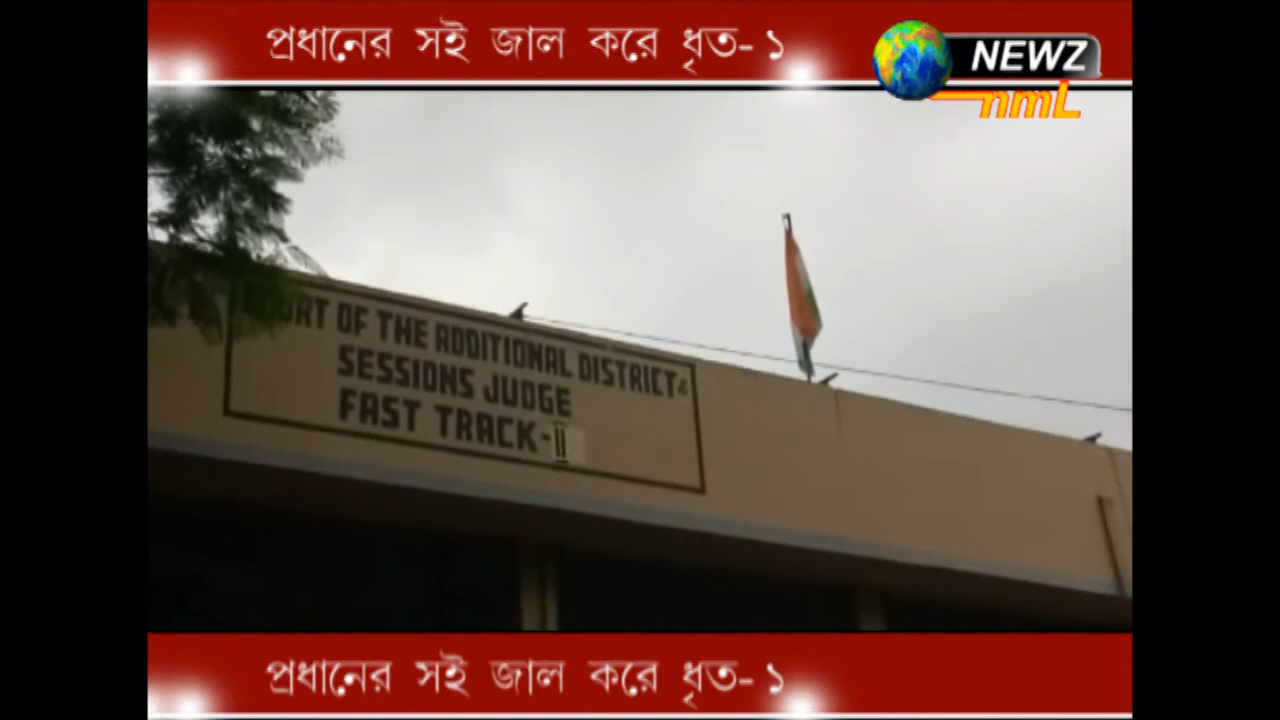 প্রধানের সই জাল করে ধৃত- ১
NEWZ
nmL
COURT OF THE ADDITIONAL DISTRICT &
SESSIONS JUDGE
FAST TRACK-II
প্রধানের সই জাল করে ধৃত- ১